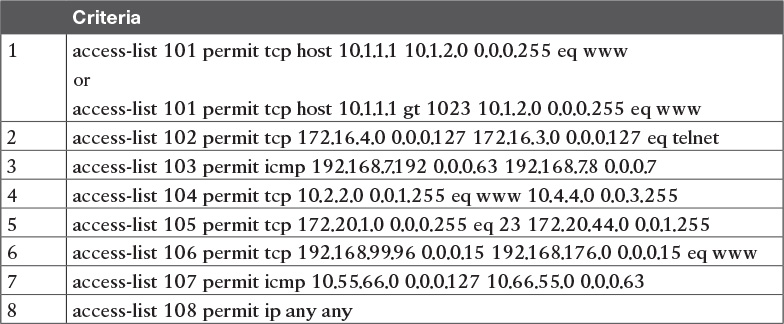 Criteria
1 access-list 101 permit tcp host 10.1.1.1 10.1.2.0 0.0.0.255 eq www
or
access-list 101 permit tcp host 10.1.1.1 gt 1023 10.1.2.0 0.0.0.255 eq www
2 access-list 102 permit tcp 172.16.4.0 0.0.0.127 172.16.3.0 0.0.0.127 eq telnet
3 access-list 103 permit icmp 192.168.7.192 0.0.0.63 192.168.7.8 0.0.0.7
4 access-list 104 permit tcp 10.2.2.0 0.0.1.255 eq www 10.4.4.0 0.0.3.255
5 access-list 105 permit tcp 172.20.1.0 0.0.0.255 eq 23 172.20.44.0 0.0.1.255
6 access-list 106 permit tcp 192.168.99.96 0.0.0.15 192.168.176.0 0.0.0.15 eq www
7 access-list 107 permit icmp 10.55.66.0 0.0.0.127 10.66.55.0 0.0.0.63
8 access-list 108 permit ip any any